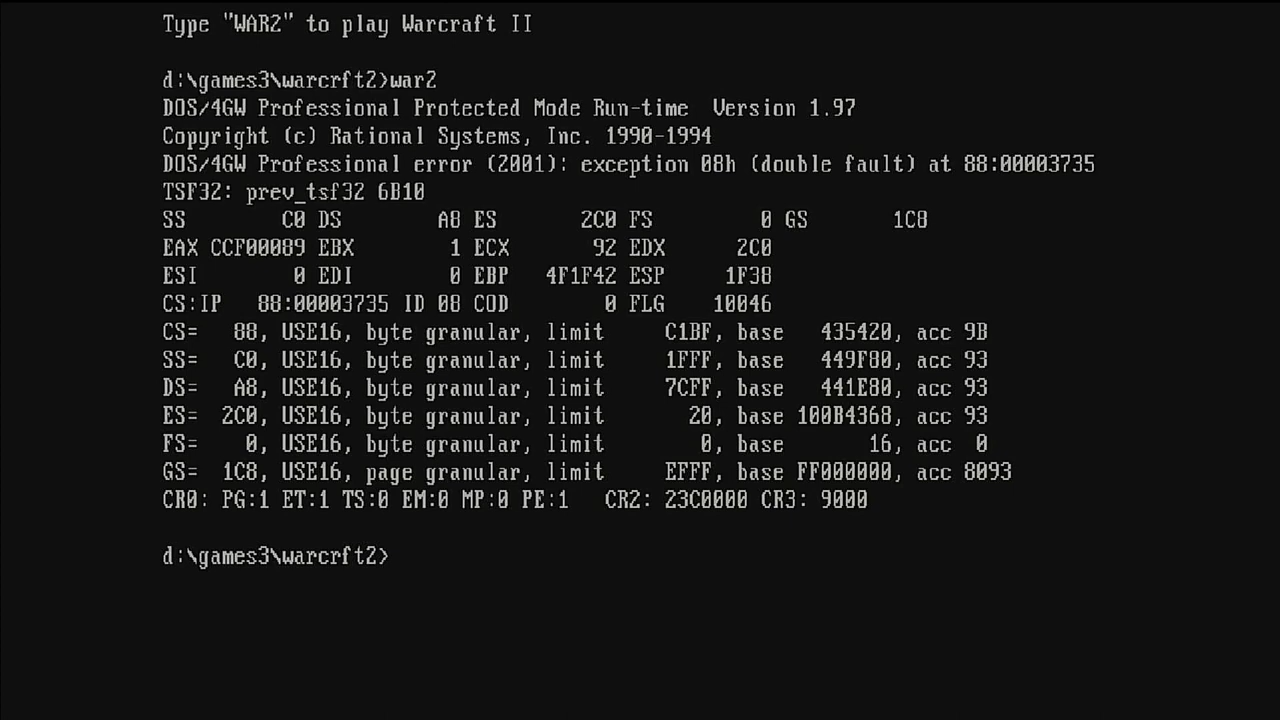 Type "WAR2" to play Warcraft II
d:\games3\warcrft2>war2
DOS/4GW Professional Protected Mode Run-time  Version 1.97
Copyright (c) Rational Systems, Inc. 1990-1994
DOS/4GW Professional error (2001): exception 08h (double fault) at 88:00003735
TSF32: prev_tsf32 6B10
SS        C0 DS        A8 ES       2C0 FS         0 GS       1C8
EAX CCF00089 EBX        1 ECX       92 EDX      2C0
ESI        0 EDI        0 EBP   4F1F42 ESP     1F38
CS:IP   88:00003735 ID 08 COD        0 FLG    10046
CS=   88, USE16, byte granular, limit     C1BF, base   435420, acc 9B
SS=   C0, USE16, byte granular, limit     1FFF, base   449F80, acc 93
DS=   A8, USE16, byte granular, limit     7CFF, base   441E80, acc 93
ES=  2C0, USE16, byte granular, limit       20, base 100B4368, acc 93
FS=    0, USE16, byte granular, limit        0, base       16, acc  0
GS=  1C8, USE16, page granular, limit     EFFF, base FF000000, acc 8093
CR0: PG:1 ET:1 TS:0 EM:0 MP:0 PE:1   CR2: 23C0000 CR3: 9000
d:\games3\warcrft2>